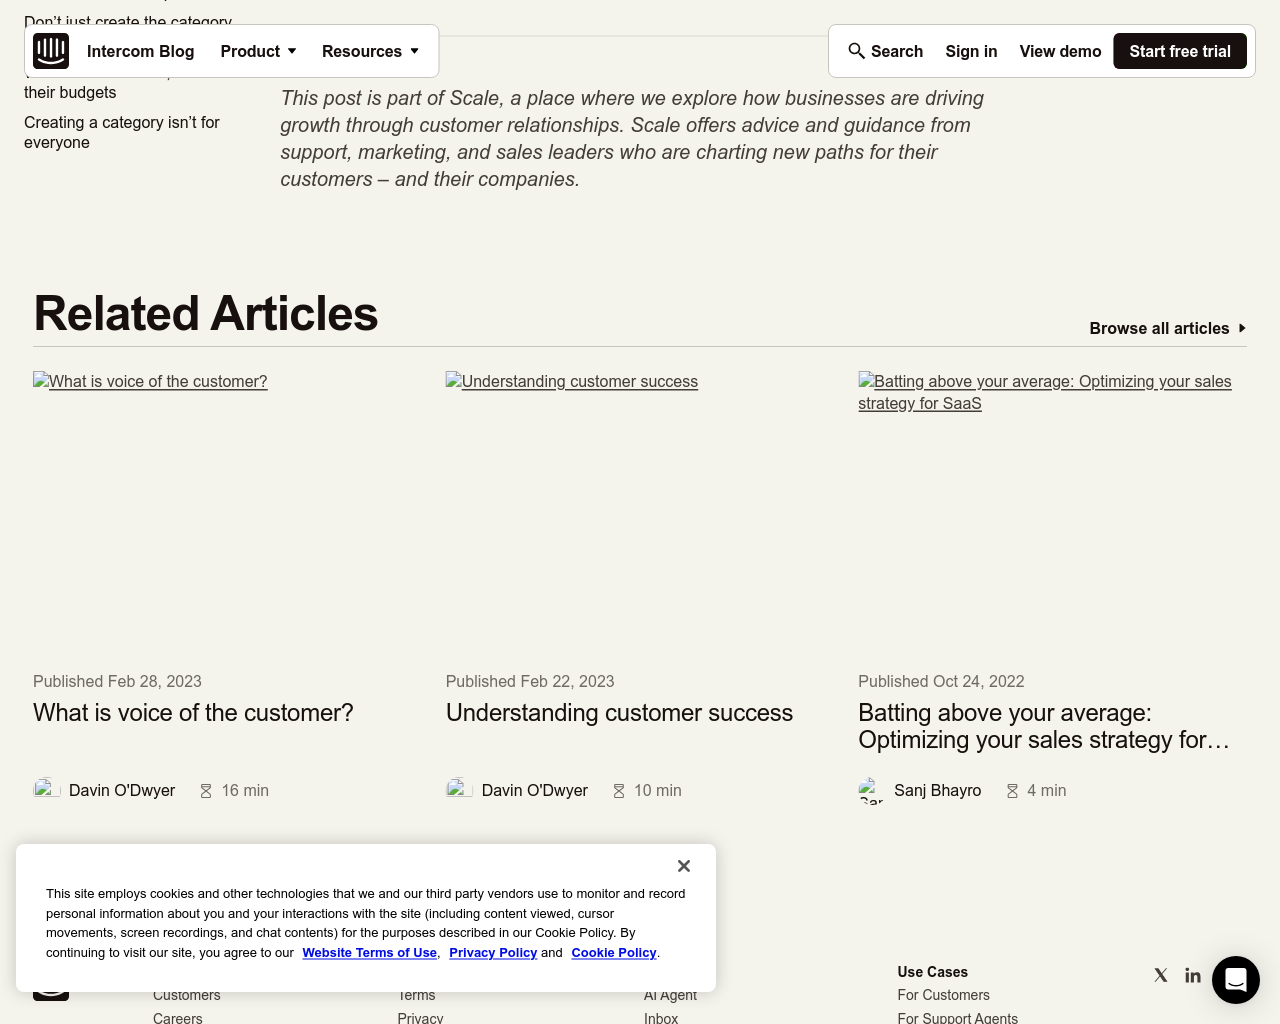 Don't just create the category
Intercom Blog
Product
Resources
Search
Sign in
View demo
Start free trial
their budgets
Creating a category isn't for
everyone
This post is part of Scale, a place where we explore how businesses are driving
growth through customer relationships. Scale offers advice and guidance from
support, marketing, and sales leaders who are charting new paths for their
customers – and their companies.
Related Articles
Browse all articles
What is voice of the customer?
Understanding customer success
Batting above your average: Optimizing your sales
strategy for SaaS
Published Feb 28, 2023
What is voice of the customer?
Davin O'Dwyer
16 min
Published Feb 22, 2023
Understanding customer success
Davin O'Dwyer
10 min
Published Oct 24, 2022
Batting above your average:
Optimizing your sales strategy for…
Sanj Bhayro
4 min
This site employs cookies and other technologies that we and our third party vendors use to monitor and record
personal information about you and your interactions with the site (including content viewed, cursor
movements, screen recordings, and chat contents) for the purposes described in our Cookie Policy. By
continuing to visit our site, you agree to our Website Terms of Use, Privacy Policy and Cookie Policy.
Customers
Careers
Terms
Privacy
AI Agent
Inbox
Use Cases
For Customers
For Support Agents